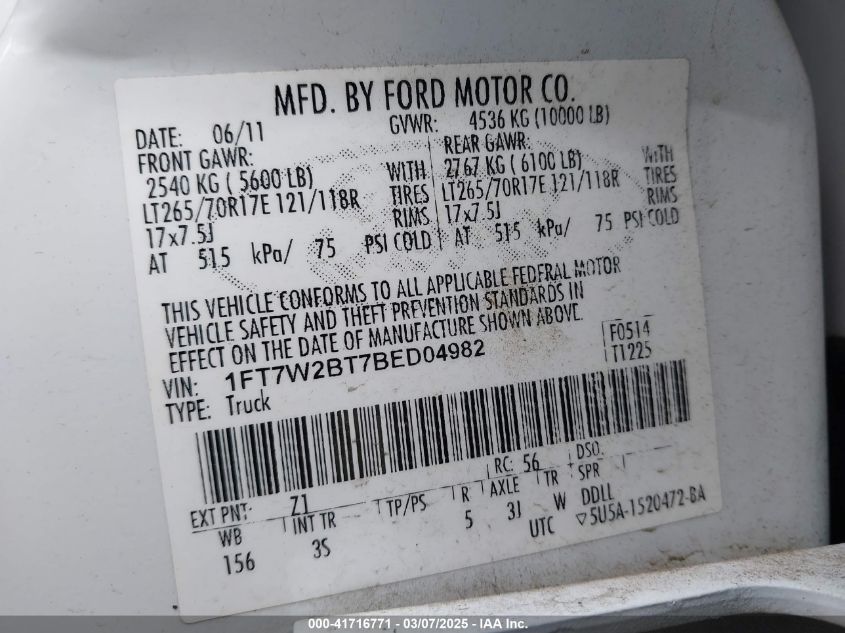 MFD. BY FORD MOTOR CO.
DATE: 06/11 GVWR: 4536 KG (10000 LB)
FRONT GAWR: REAR GAWR:
2540 KG ( 5600 LB) WITH 2767 KG ( 6100 LB) WITH
LT265/70R17E 121/118R TIRES LT265/70R17E 121/118R TIRES
17x7.5J RIMS 17x7.5J RIMS
AT 515 kPa/ 75 PSI COLD AT 515 kPa/ 75 PSI COLD
THIS VEHICLE CONFORMS TO ALL APPLICABLE FEDERAL MOTOR
VEHICLE SAFETY AND THEFT PREVENTION STANDARDS IN
EFFECT ON THE DATE OF MANUFACTURE SHOWN ABOVE.
VIN: 1FT7W2BT7BED04982 F0514
TYPE: Truck T1225
EXT PNT: Z1 RC: 56 DSO:
WB INT TR TP/PS R AXLE TR SPR
156 3S 5 3J W DDLL
UTC ▽5U5A-1520472-BA
000-41716771 - 03/07/2025 - IAA Inc.